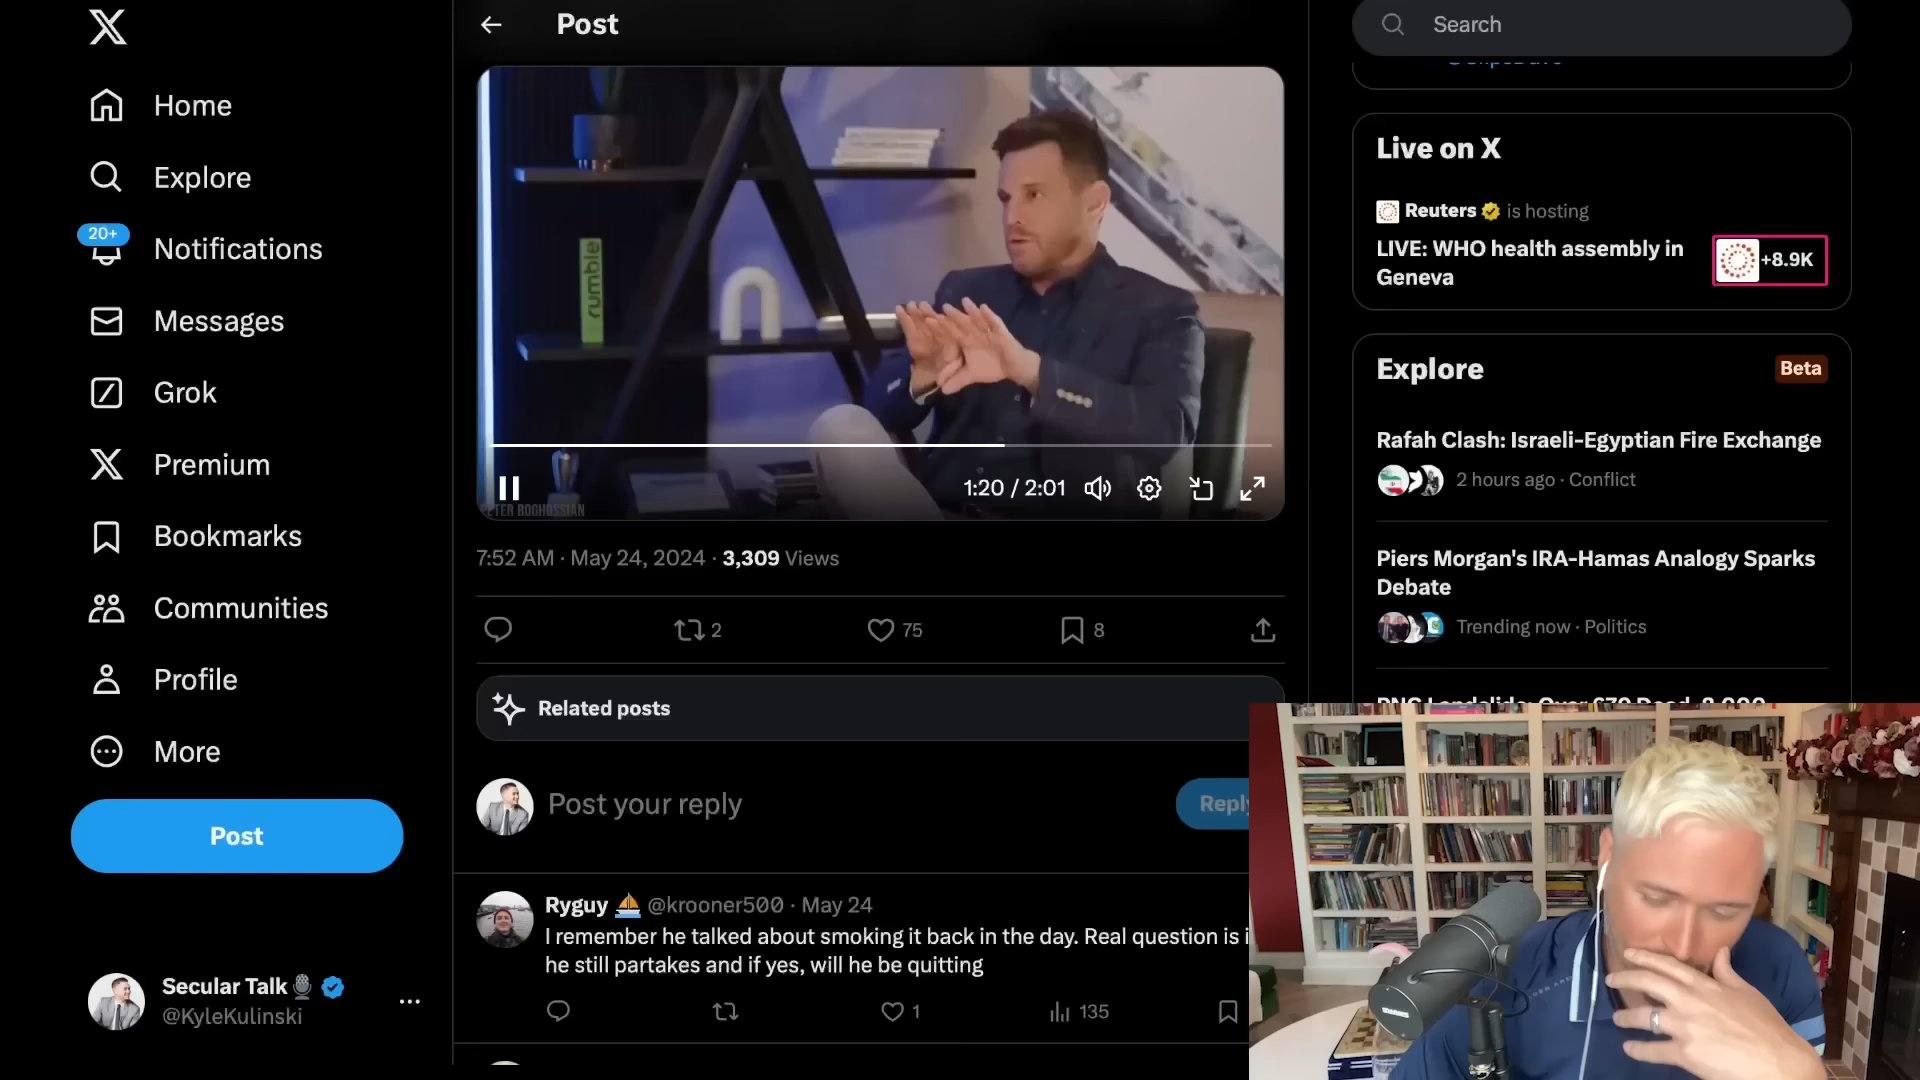 Home
Explore
20+
Notifications
Messages
Grok
Premium
Bookmarks
Communities
Profile
More
Post
Secular Talk
@KyleKulinski
Post
rumble
PETER BOGHOSSIAN
1:20 / 2:01
7:52 AM · May 24, 2024 · 3,309 Views
2
75
8
Related posts
Post your reply
Reply
Ryguy @krooner500 · May 24
I remember he talked about smoking it back in the day. Real question is
he still partakes and if yes, will he be quitting
1
135
Search
Live on X
Reuters is hosting
LIVE: WHO health assembly in
Geneva
+8.9K
Explore
Beta
Rafah Clash: Israeli-Egyptian Fire Exchange
2 hours ago · Conflict
Piers Morgan's IRA-Hamas Analogy Sparks
Debate
Trending now · Politics